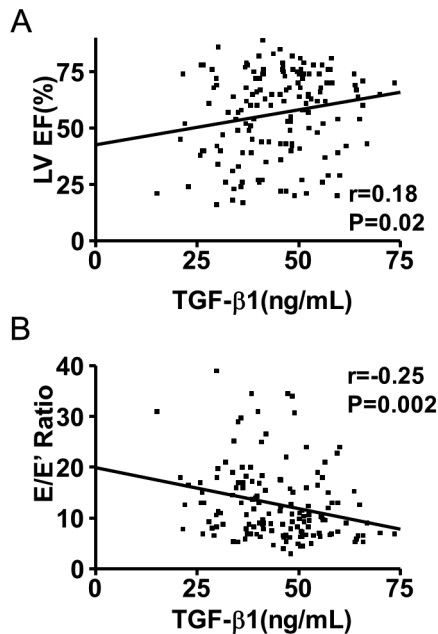 A
LV EF(%)
75
50
25
0
r=0.18
P=0.02
0 25 50 75
TGF-β1(ng/mL)
B
E/E' Ratio
40
30
20
10
0
r=-0.25
P=0.002
0 25 50 75
TGF-β1(ng/mL)